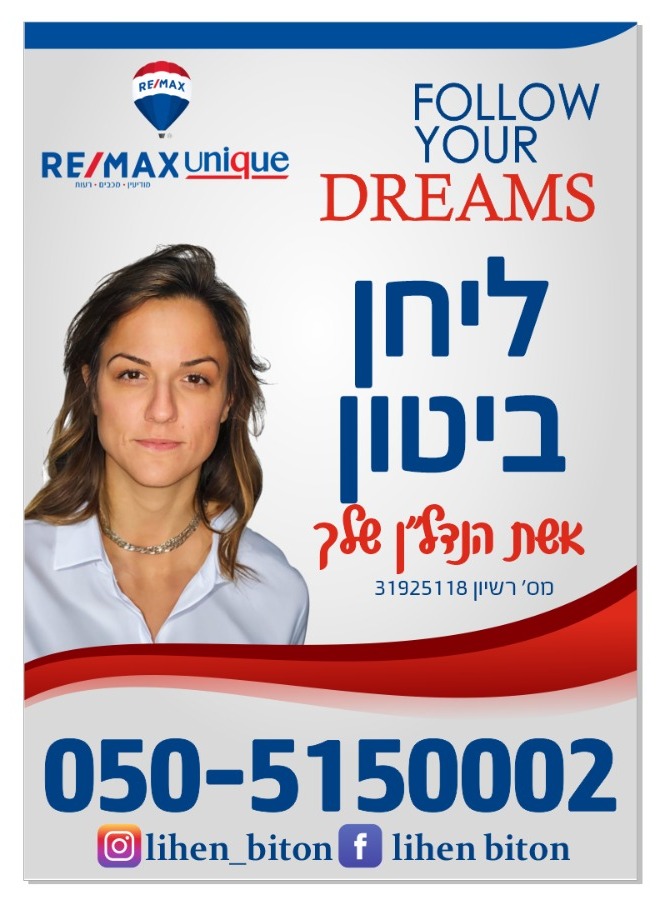 RE/MAX
RE/MAX unique
מודיעין • מכבים • רעות
FOLLOW
YOUR
DREAMS
ליחן
ביטון
אשת הנדל"ן שלך
מס' רשיון 31925118
050-5150002
lihen_biton
lihen biton